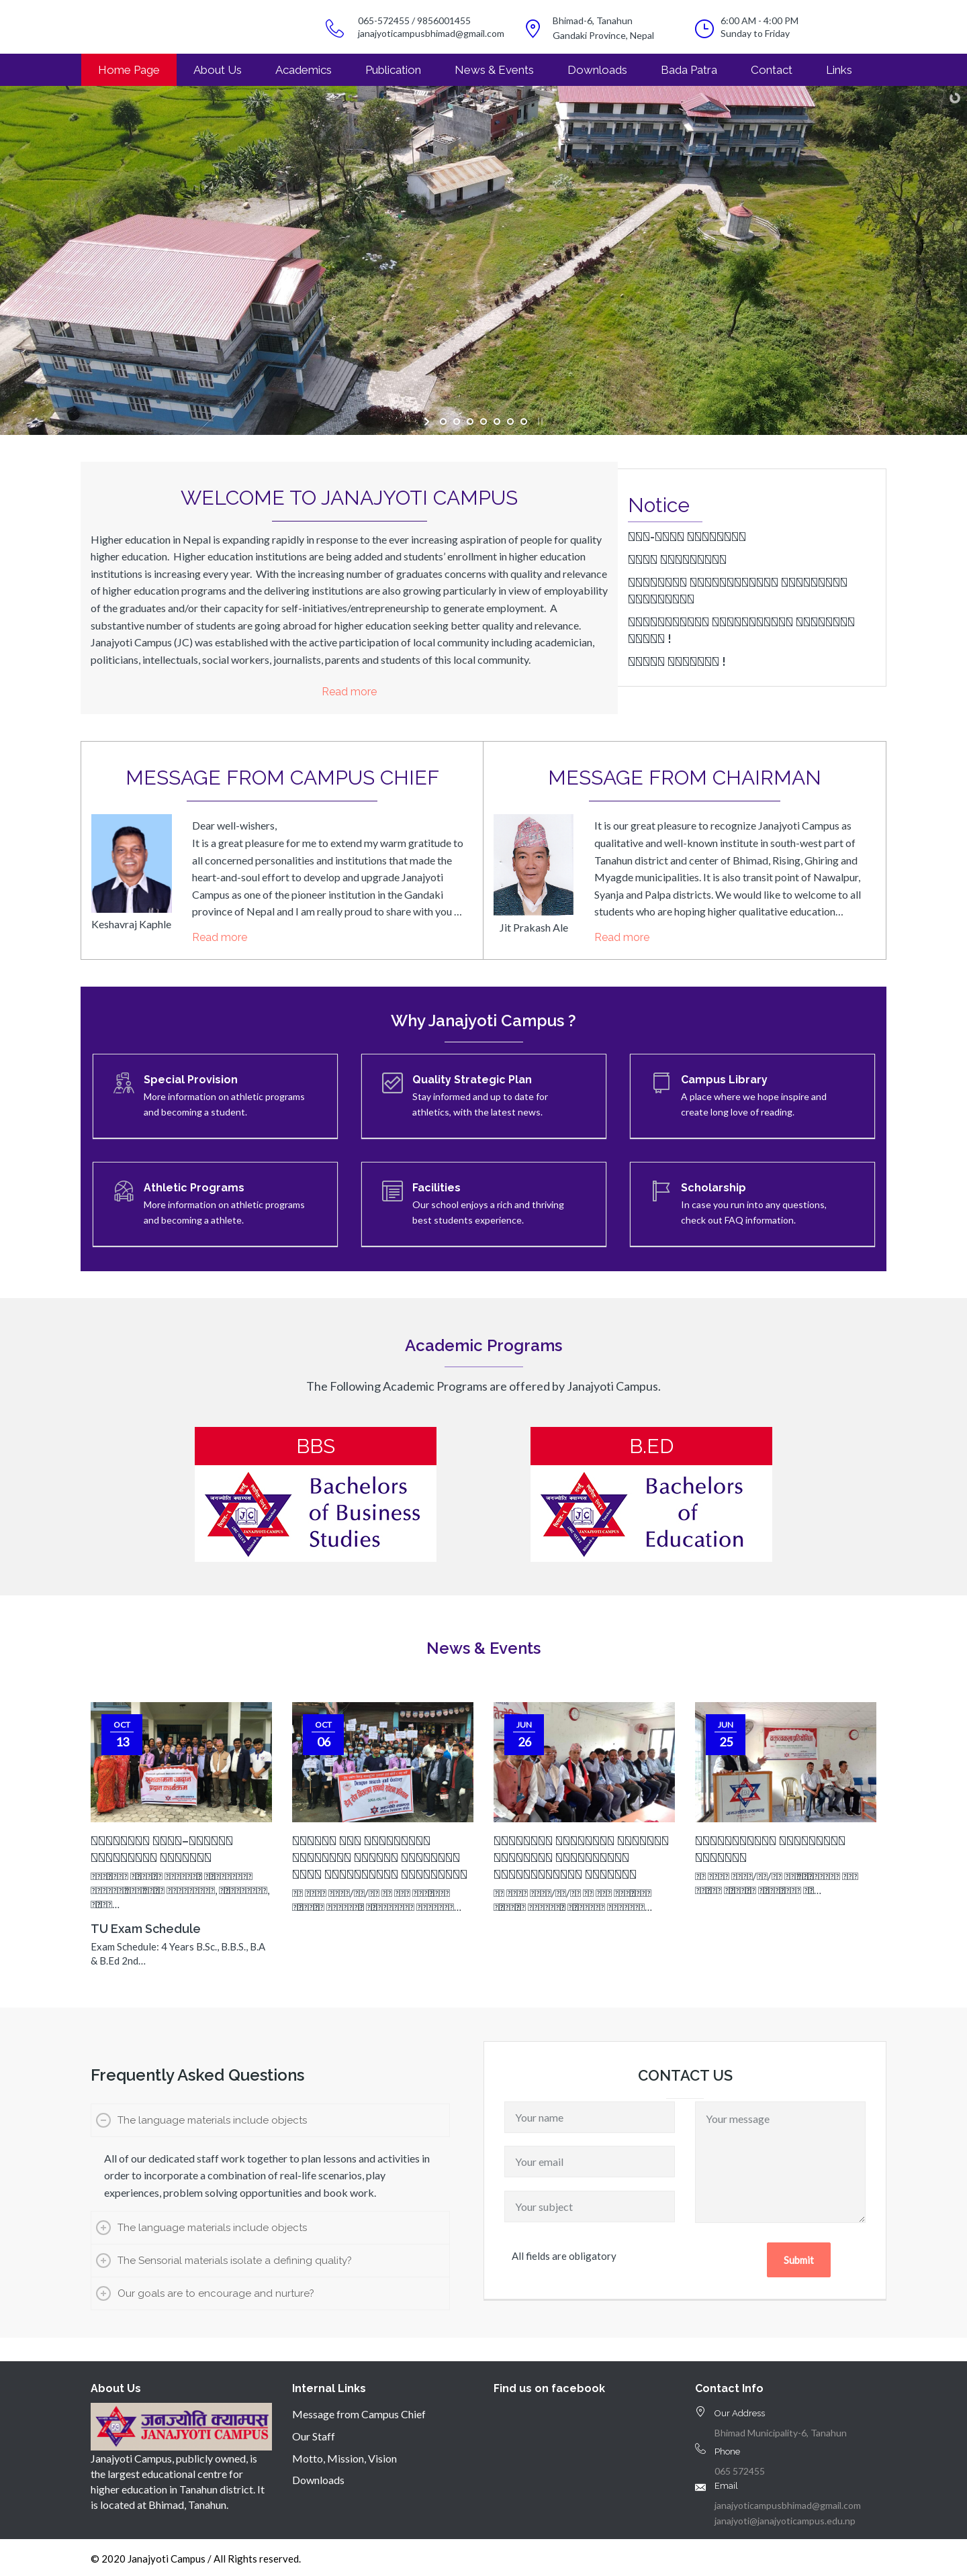 065-572455 / 9856001455
janajyoticampusbhimad@gmail.com
Bhimad-6, Tanahun
Gandaki Province, Nepal
6:00 AM - 4:00 PM
Sunday to Friday
Home Page
About Us
Academics
Publication
News & Events
Downloads
Bada Patra
Contact
Links
WELCOME TO JANAJYOTI CAMPUS
Higher education in Nepal is expanding rapidly in response to the ever increasing aspiration of people for quality
higher education.  Higher education institutions are being added and students’ enrollment in higher education
institutions is increasing every year.  With the increasing number of graduates concerns with quality and relevance
of higher education programs and the delivering institutions are also growing particularly in view of employability
of the graduates and/or their capacity for self-initiatives/entrepreneurship to generate employment.  A
substantive number of students are going abroad for higher education seeking better quality and relevance.
Janajyoti Campus (JC) was established with the active participation of local community including academician,
politicians, intellectuals, social workers, journalists, parents and students of this local community.
Read more
Notice
MESSAGE FROM CAMPUS CHIEF
Keshavraj Kaphle
Dear well-wishers,
It is a great pleasure for me to extend my warm gratitude to
all concerned personalities and institutions that made the
heart-and-soul effort to develop and upgrade Janajyoti
Campus as one of the pioneer institution in the Gandaki
province of Nepal and I am really proud to share with you ...
Read more
MESSAGE FROM CHAIRMAN
Jit Prakash Ale
It is our great pleasure to recognize Janajyoti Campus as
qualitative and well-known institute in south-west part of
Tanahun district and center of Bhimad, Rising, Ghiring and
Myagde municipalities. It is also transit point of Nawalpur,
Syanja and Palpa districts. We would like to welcome to all
students who are hoping higher qualitative education...
Read more
Why Janajyoti Campus ?
Special Provision
More information on athletic programs
and becoming a student.
Quality Strategic Plan
Stay informed and up to date for
athletics, with the latest news.
Campus Library
A place where we hope inspire and
create long love of reading.
Athletic Programs
More information on athletic programs
and becoming a athlete.
Facilities
Our school enjoys a rich and thriving
best students experience.
Scholarship
In case you run into any questions,
check out FAQ information.
Academic Programs
The Following Academic Programs are offered by Janajyoti Campus.
BBS
Bachelors
of Business
Studies
B.ED
Bachelors
of
Education
News & Events
OCT
13
OCT
06
JUN
26
JUN
25
TU Exam Schedule
Exam Schedule: 4 Years B.Sc., B.B.S., B.A
& B.Ed 2nd...
Frequently Asked Questions
The language materials include objects
All of our dedicated staff work together to plan lessons and activities in
order to incorporate a combination of real-life scenarios, play
experiences, problem solving opportunities and book work.
The language materials include objects
The Sensorial materials isolate a defining quality?
Our goals are to encourage and nurture?
CONTACT US
Your name
Your email
Your subject
Your message
All fields are obligatory
Submit
About Us
जनज्योति क्याम्पस
JANAJYOTI CAMPUS
Janajyoti Campus, publicly owned, is
the largest educational centre for
higher education in Tanahun district. It
is located at Bhimad, Tanahun.
Internal Links
Message from Campus Chief
Our Staff
Motto, Mission, Vision
Downloads
Find us on facebook
Contact Info
Our Address
Bhimad Municipality-6, Tanahun
Phone
065 572455
Email
janajyoticampusbhimad@gmail.com
janajyoti@janajyoticampus.edu.np
© 2020 Janajyoti Campus / All Rights reserved.